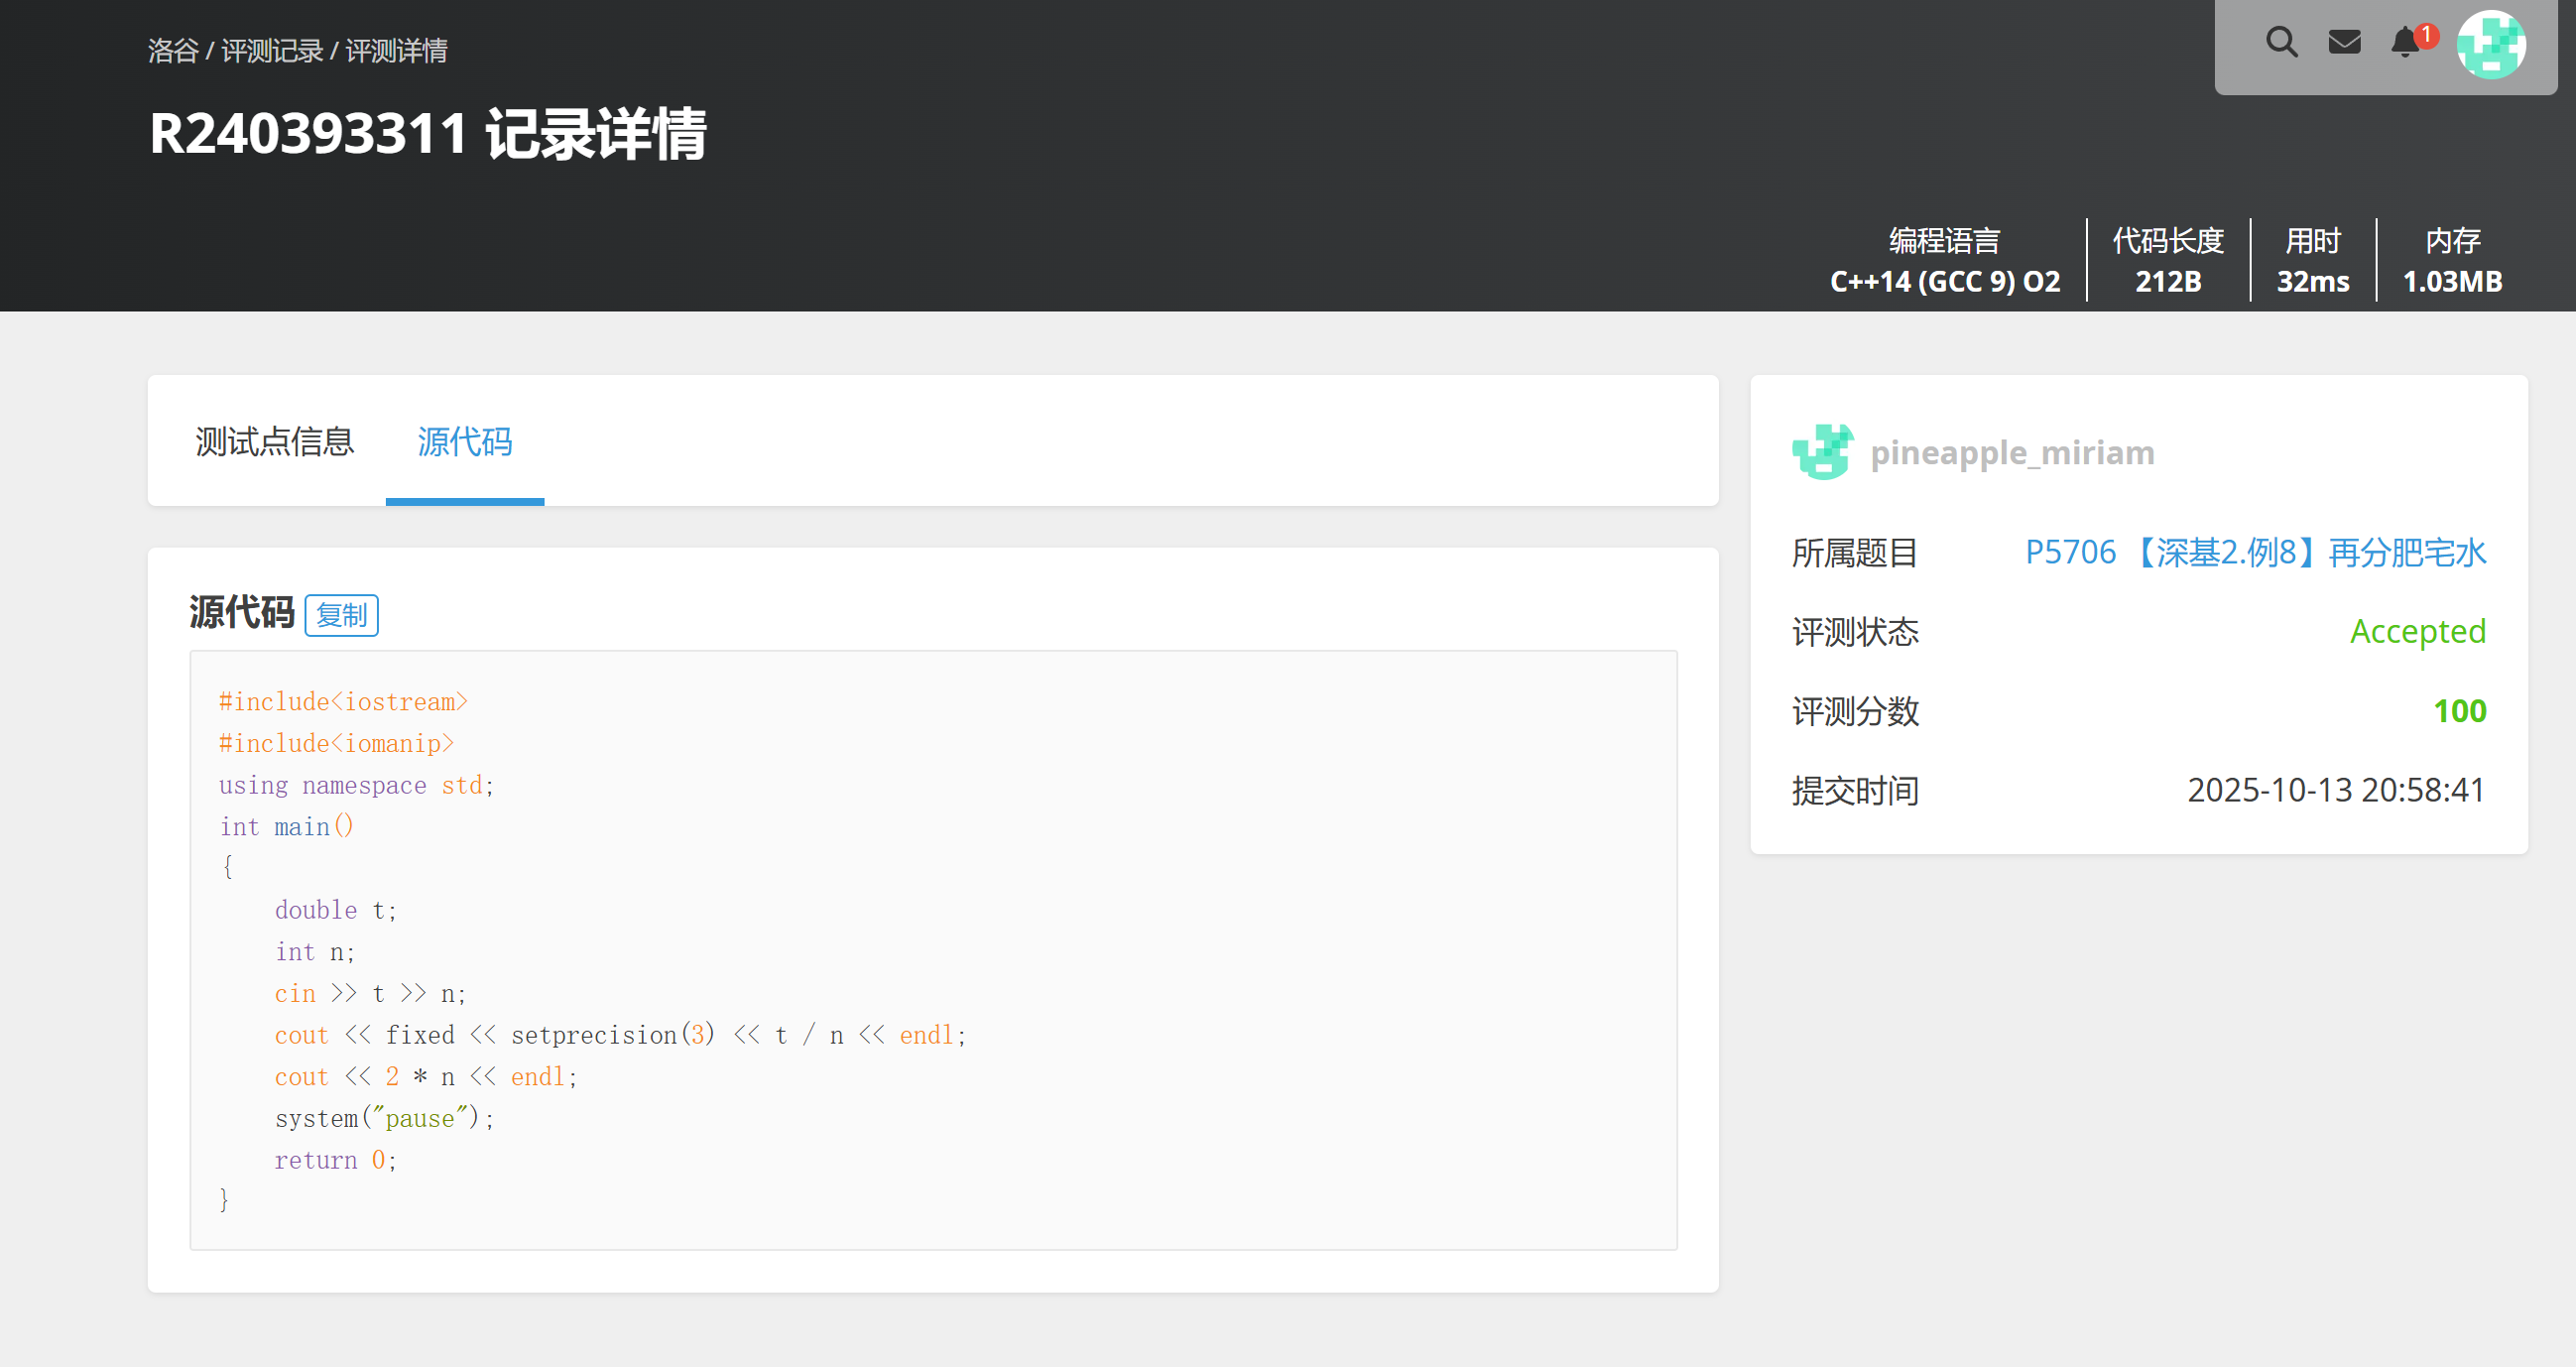 洛谷 / 评测记录 / 评测详情
1
R240393311 记录详情
编程语言
C++14 (GCC 9) O2
代码长度
212B
用时
32ms
内存
1.03MB
测试点信息 源代码
源代码 复制
#include<iostream>
#include<iomanip>
using namespace std;
int main()
{
    double t;
    int n;
    cin >> t >> n;
    cout << fixed << setprecision(3) << t / n << endl;
    cout << 2 * n << endl;
    system("pause");
    return 0;
}
pineapple_miriam
所属题目 P5706 【深基2.例8】再分肥宅水
评测状态 Accepted
评测分数 100
提交时间 2025-10-13 20:58:41